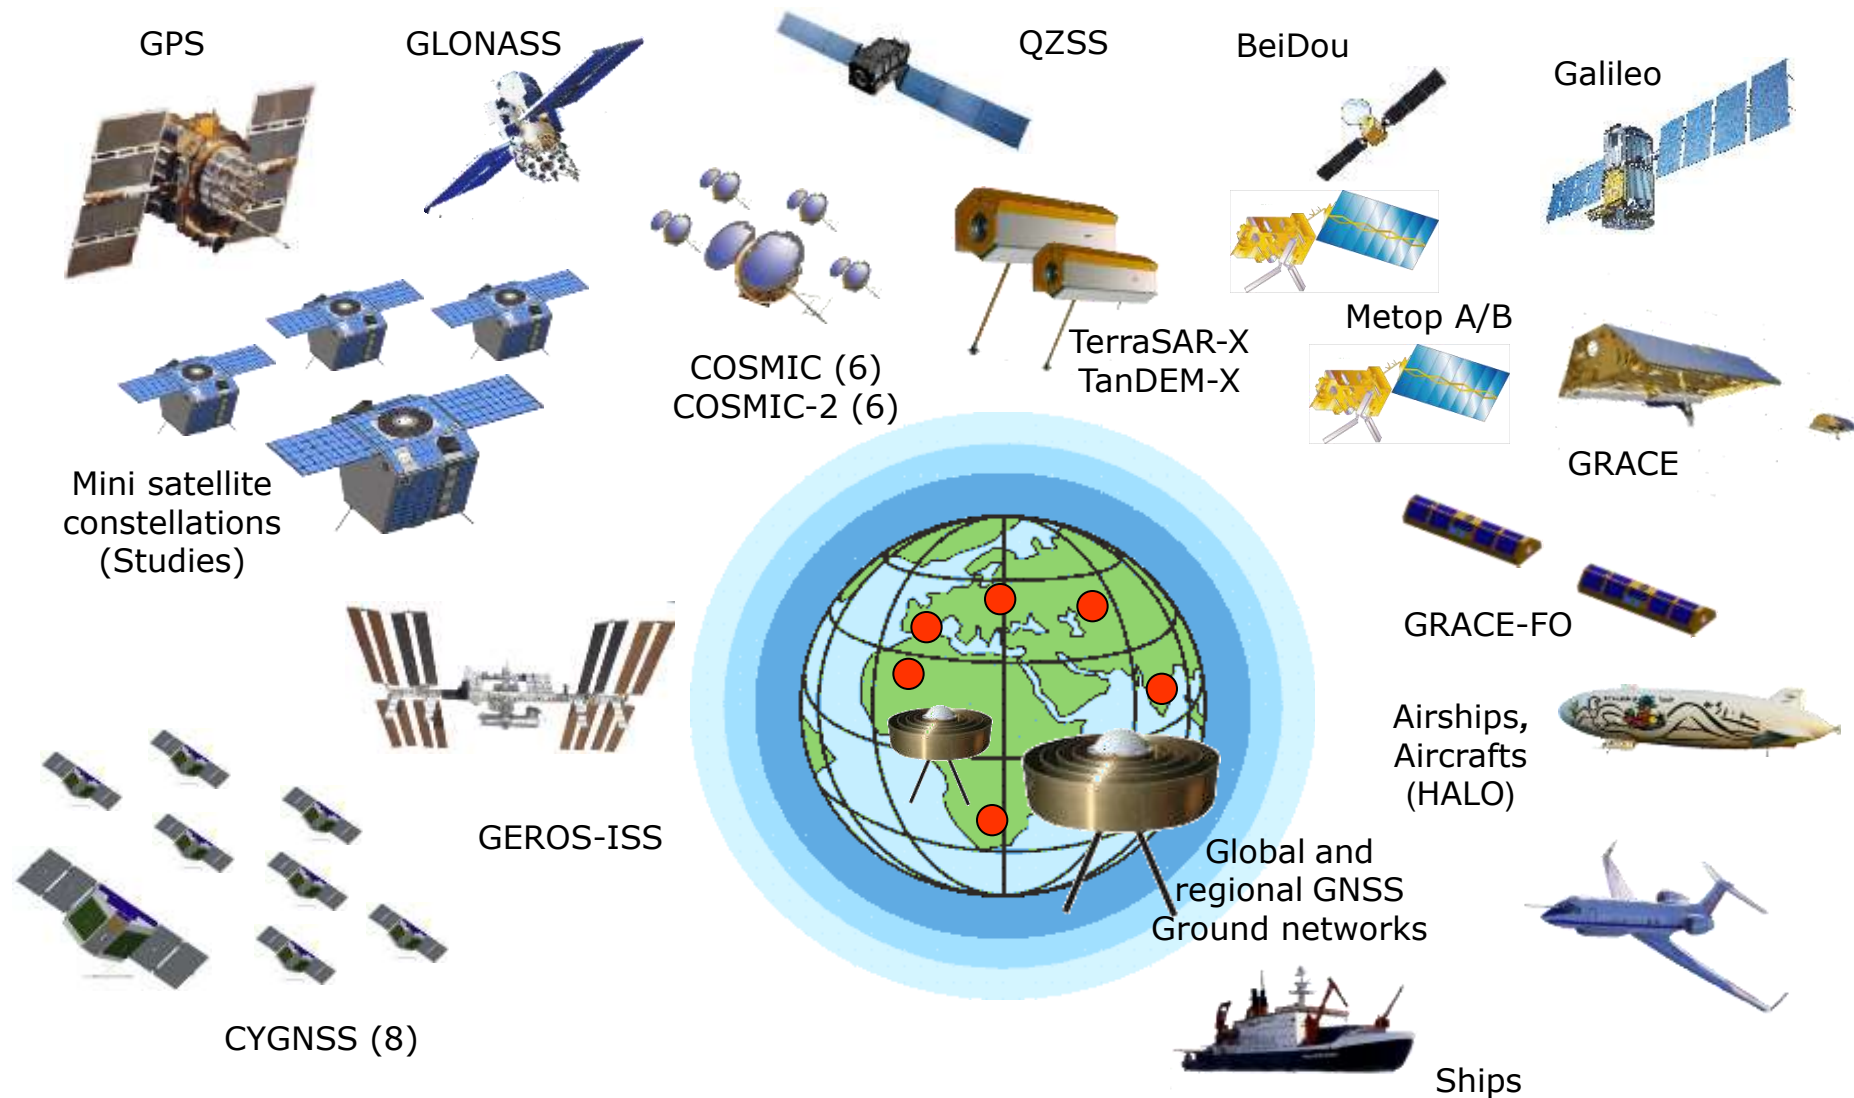 GPS
GLONASS
QZSS
BeiDou
Galileo
COSMIC (6)
COSMIC-2 (6)
TerraSAR-X
TanDEM-X
Metop A/B
GRACE
Mini satellite
constellations
(Studies)
GRACE-FO
GEROS-ISS
Airships,
Aircrafts
(HALO)
Global and
regional GNSS
Ground networks
CYGNSS (8)
Ships